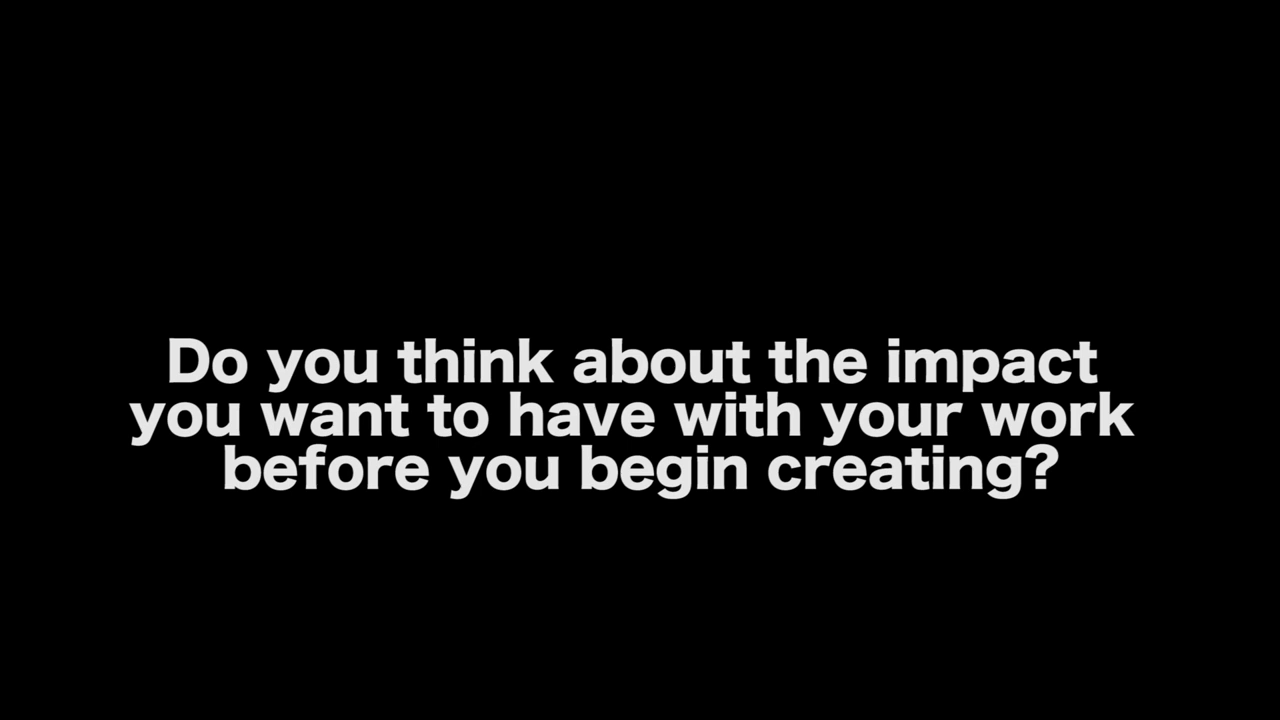 Do you think about the impact
you want to have with your work
before you begin creating?